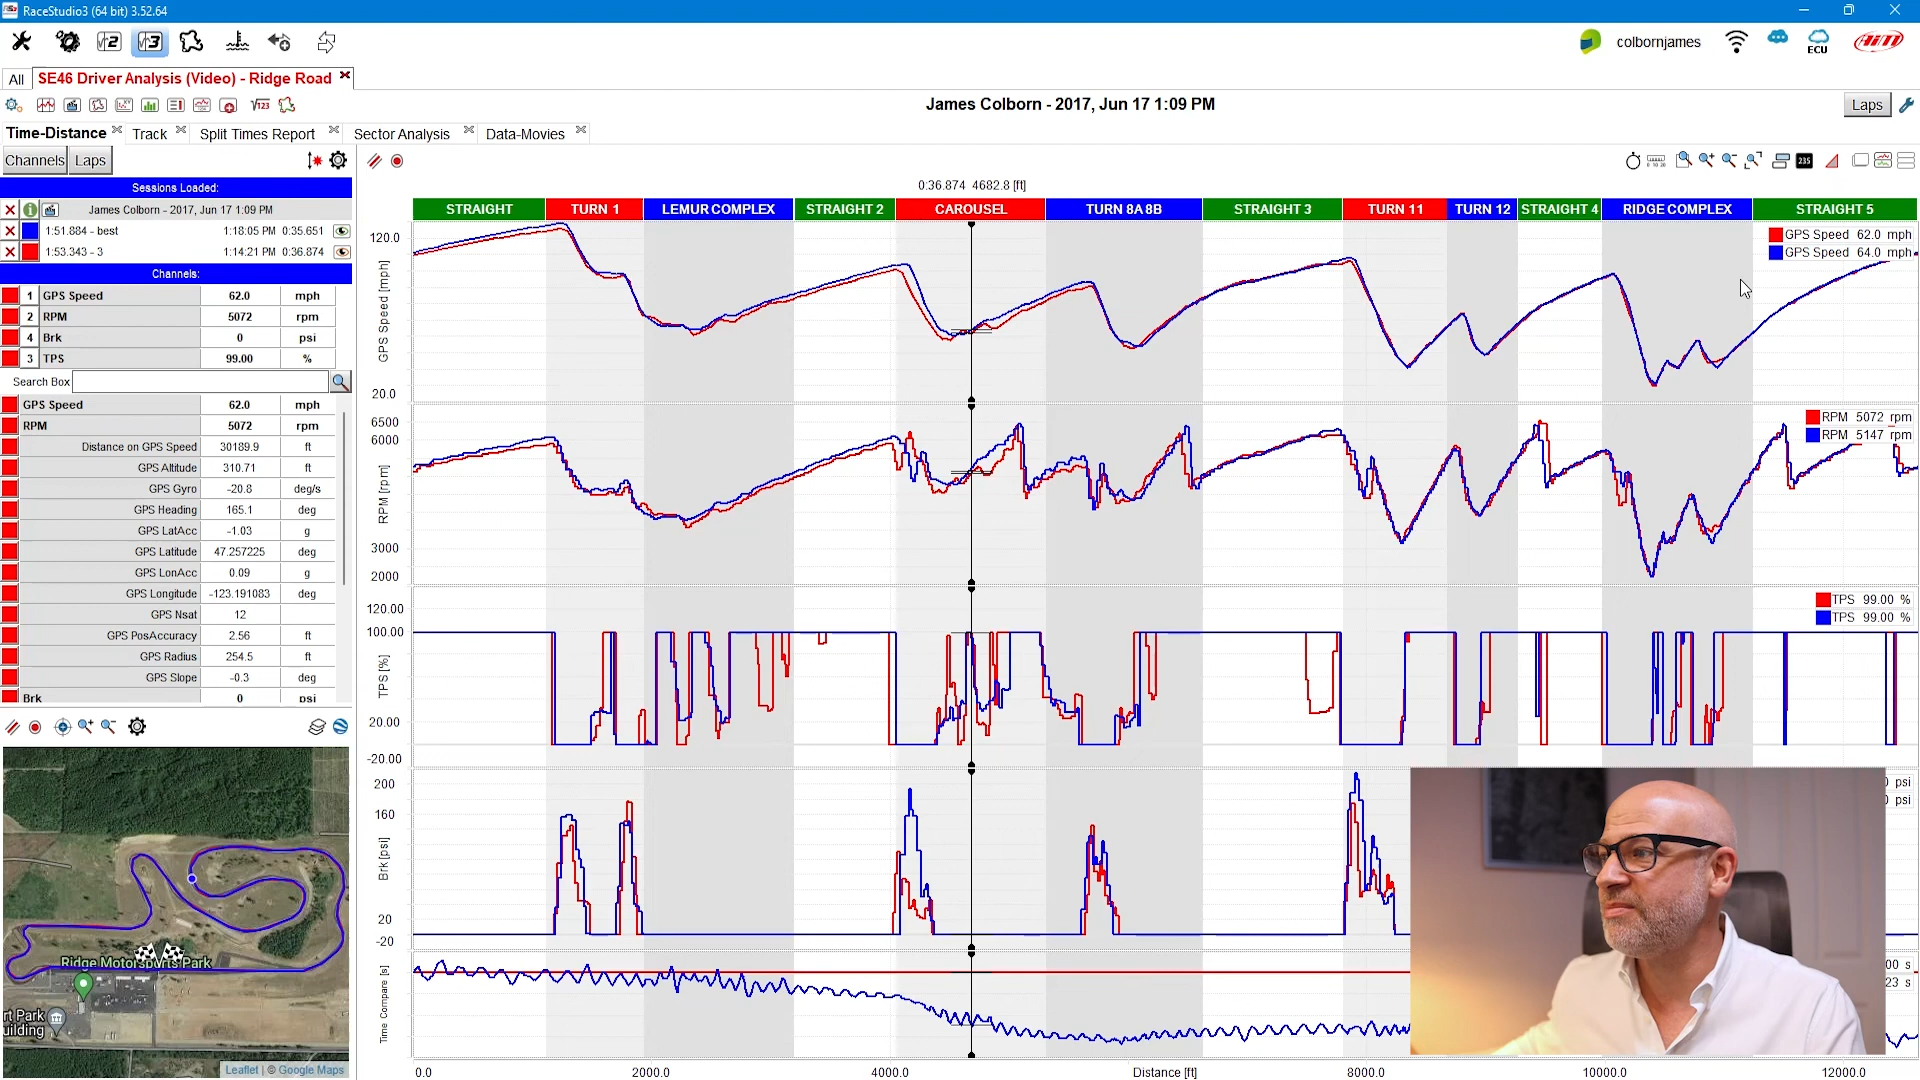 RaceStudio3 (64 bit) 3.52.64
colbornjames
ECU
AiM
All
SE46 Driver Analysis (Video) - Ridge Road
James Colborn - 2017, Jun 17 1:09 PM
Laps
Time-Distance
Track
Split Times Report
Sector Analysis
Data-Movies
Channels
Laps
0:36.874 4682.8 [ft]
Sessions Loaded:
James Colborn - 2017, Jun 17 1:09 PM
1:51.884 - best 1:18:05 PM 0:35.651
1:53.343 - 3 1:14:21 PM 0:36.874
Channels:
1 GPS Speed 62.0 mph
2 RPM 5072 rpm
4 Brk 0 psi
3 TPS 99.00 %
Search Box
GPS Speed 62.0 mph
RPM 5072 rpm
Distance on GPS Speed 30189.9 ft
GPS Altitude 310.71 ft
GPS Gyro -20.8 deg/s
GPS Heading 165.1 deg
GPS LatAcc -1.03 g
GPS Latitude 47.257225 deg
GPS LonAcc 0.09 g
GPS Longitude -123.191083 deg
GPS Nsat 12
GPS PosAccuracy 2.56 ft
GPS Radius 254.5 ft
GPS Slope -0.3 deg
Brk 0 psi
Ridge Motorsports Park
rt Park
uilding
Leaflet | © Google Maps
STRAIGHT
TURN 1
LEMUR COMPLEX
STRAIGHT 2
CAROUSEL
TURN 8A 8B
STRAIGHT 3
TURN 11
TURN 12
STRAIGHT 4
RIDGE COMPLEX
STRAIGHT 5
120.0
GPS Speed [mph]
20.0
GPS Speed 62.0 mph
GPS Speed 64.0 mph
6500
6000
RPM [rpm]
3000
2000
RPM 5072 rpm
RPM 5147 rpm
120.00
100.00
TPS [%]
20.00
-20.00
TPS 99.00 %
TPS 99.00 %
200
160
Brk [psi]
20
-20
psi
psi
Time Compare [s]
00 s
23 s
0.0
2000.0
4000.0
Distance [ft]
8000.0
10000.0
12000.0